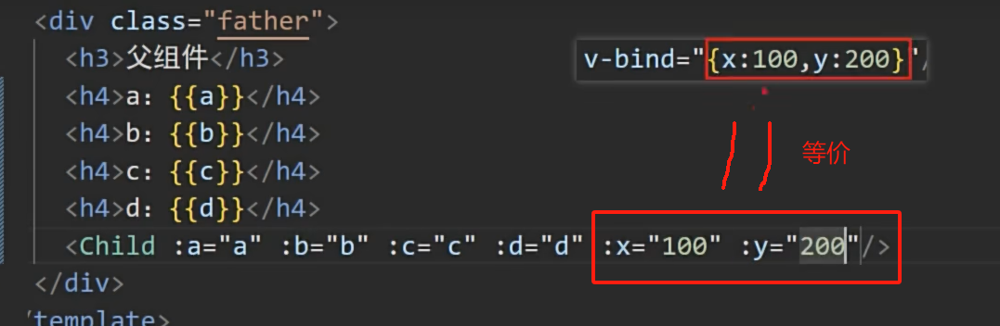 <div class="father">
<h3>父组件</h3>
v-bind="{x:100,y:200}"/
<h4>a: {{a}}</h4>
<h4>b: {{b}}</h4>
等价
<h4>c: {{c}}</h4>
<h4>d: {{d}}</h4>
<Child :a="a" :b="b" :c="c" :d="d" :x="100" :y="200"/>
</div>
template>